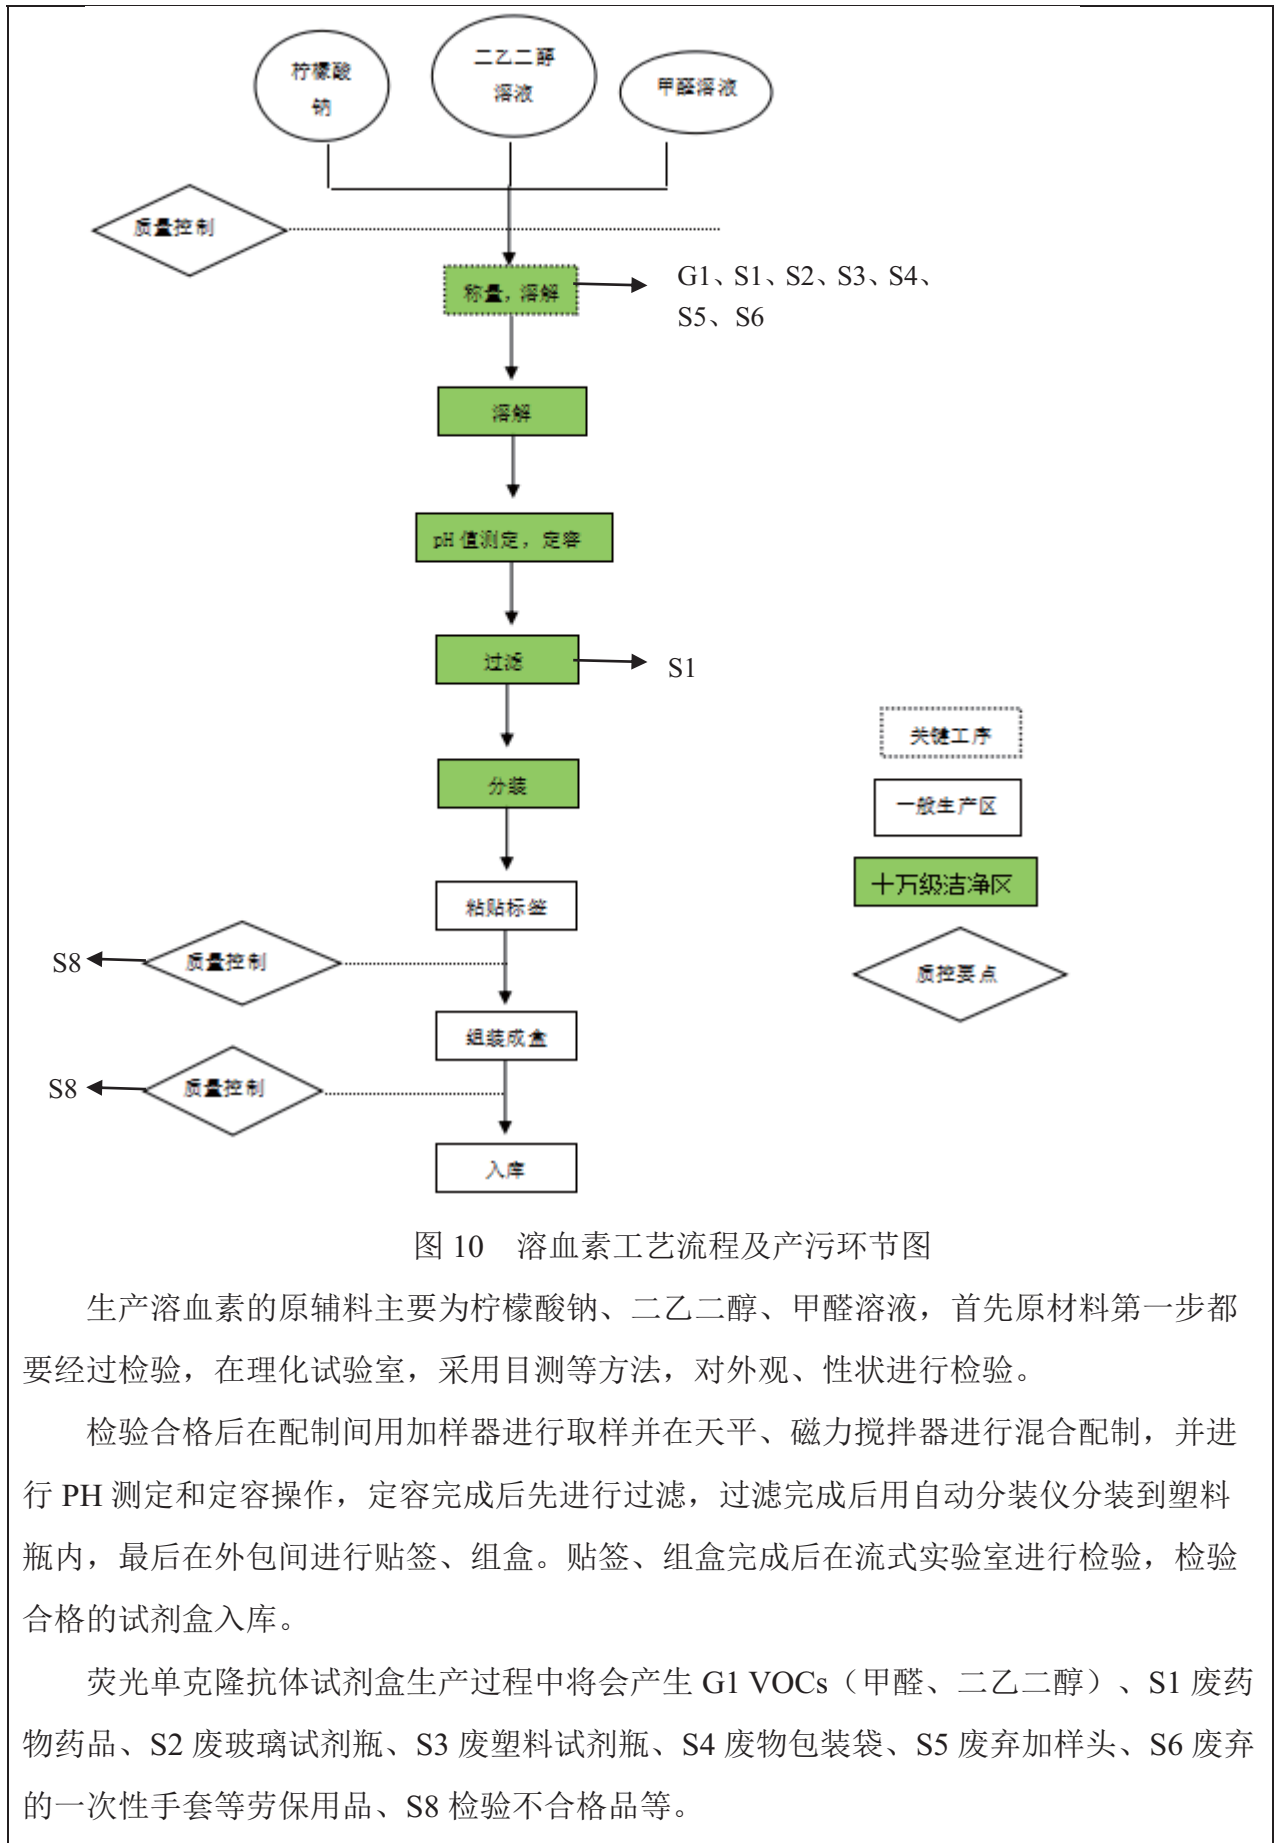 柠檬酸
钠
二乙二醇
溶液
甲醛溶液
质量控制
称量，溶解
G1、S1、S2、S3、S4、
S5、S6
溶解
pH 值测定，定容
过滤
S1
关键工序
分装
一般生产区
十万级洁净区
粘贴标签
S8
质量控制
质控要点
组装成盒
S8
质量控制
入库
图 10 溶血素工艺流程及产污环节图
生产溶血素的原辅料主要为柠檬酸钠、二乙二醇、甲醛溶液，首先原材料第一步都
要经过检验，在理化试验室，采用目测等方法，对外观、性状进行检验。
检验合格后在配制间用加样器进行取样并在天平、磁力搅拌器进行混合配制，并进
行 PH 测定和定容操作，定容完成后先进行过滤，过滤完成后用自动分装仪分装到塑料
瓶内，最后在外包间进行贴签、组盒。贴签、组盒完成后在流式实验室进行检验，检验
合格的试剂盒入库。
荧光单克隆抗体试剂盒生产过程中将会产生 G1 VOCs（甲醛、二乙二醇）、S1 废药
物药品、S2 废玻璃试剂瓶、S3 废塑料试剂瓶、S4 废物包装袋、S5 废弃加样头、S6 废弃
的一次性手套等劳保用品、S8 检验不合格品等。